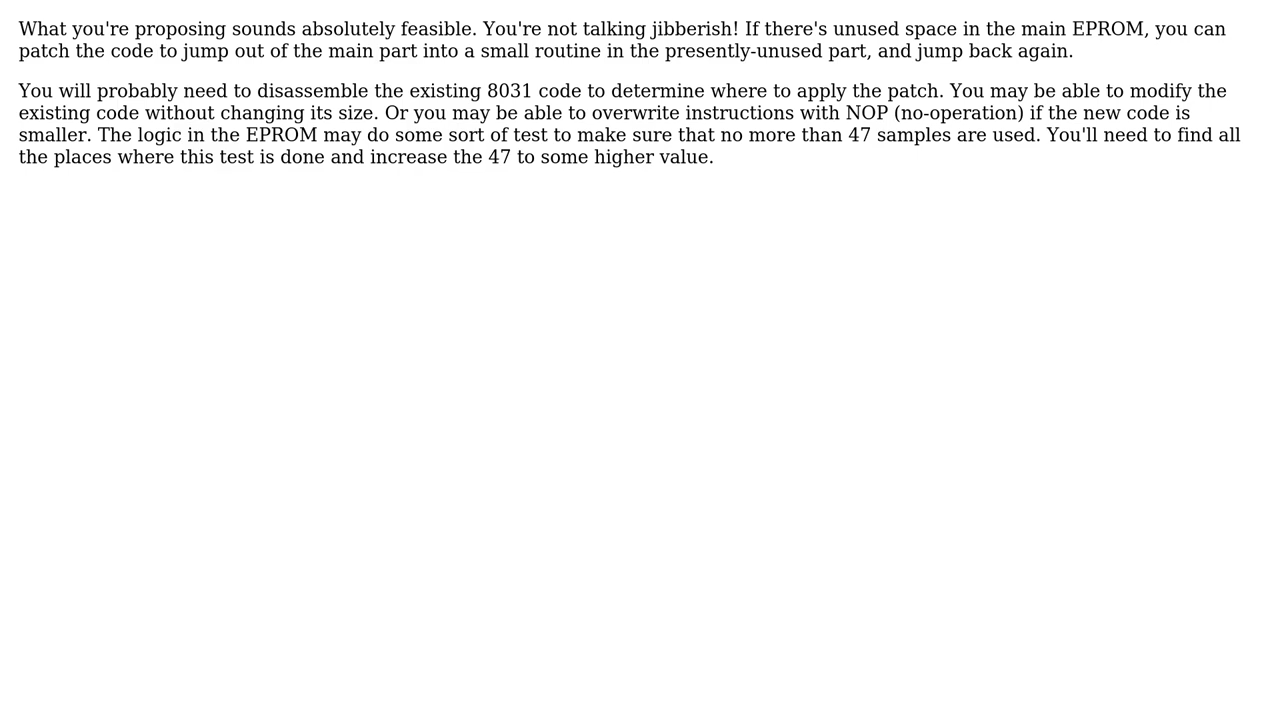 What you're proposing sounds absolutely feasible. You're not talking jibberish! If there's unused space in the main EPROM, you can
patch the code to jump out of the main part into a small routine in the presently-unused part, and jump back again.
You will probably need to disassemble the existing 8031 code to determine where to apply the patch. You may be able to modify the
existing code without changing its size. Or you may be able to overwrite instructions with NOP (no-operation) if the new code is
smaller. The logic in the EPROM may do some sort of test to make sure that no more than 47 samples are used. You'll need to find all
the places where this test is done and increase the 47 to some higher value.